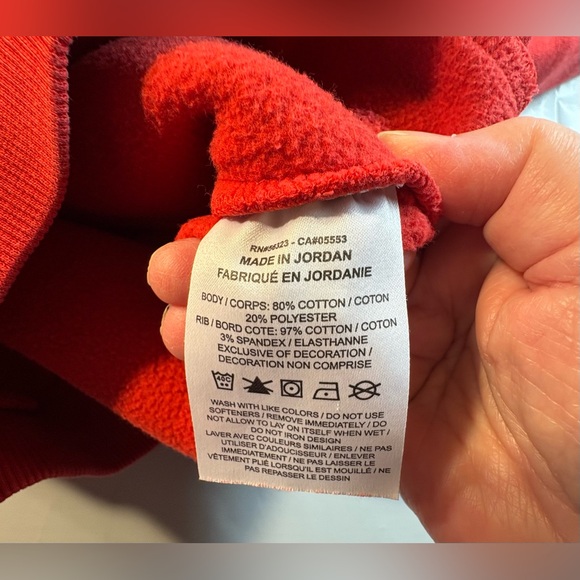 RN#56323 - CA#05553
MADE IN JORDAN
FABRIQUÉ EN JORDANIE
BODY / CORPS: 80% COTTON / COTON
20% POLYESTER
RIB / BORD COTE: 97% COTTON / COTON
3% SPANDEX / ELASTHANNE
EXCLUSIVE OF DECORATION /
DECORATION NON COMPRISE
WASH WITH LIKE COLORS / DO NOT USE
SOFTENERS / REMOVE IMMEDIATELY / DO
NOT ALLOW TO LAY ON ITSELF WHEN WET /
DO NOT IRON DESIGN
LAVER AVEC COULEURS SIMILAIRES / NE PAS
UTILISER D'ADOUCISSEUR / ENLEVER
IMMEDIATEMENT / NE PAS LAISSER LE
VÊTEMENT PLIÉ LORSQU'IL EST MOUILLÉ / NE
PAS REPASSER LE DESSIN